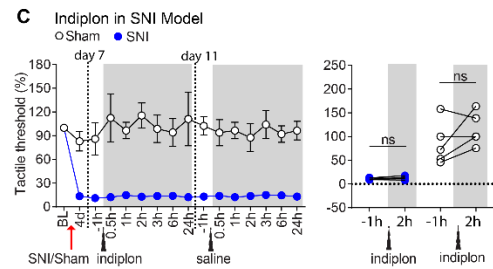 C Indiplon in SNI Model
Sham SNI
day 7 day 11
Tactile threshold (%)
180
150
120
90
60
30
0
BL 4d -1h 0.5h 1h 2h 3h 6h 24h -1h 0.5h 1h 2h 3h 6h 24h
SNI/Sham indiplon saline
250
200
150
100
50
0
ns ns
-1h 2h -1h 2h
indiplon indiplon